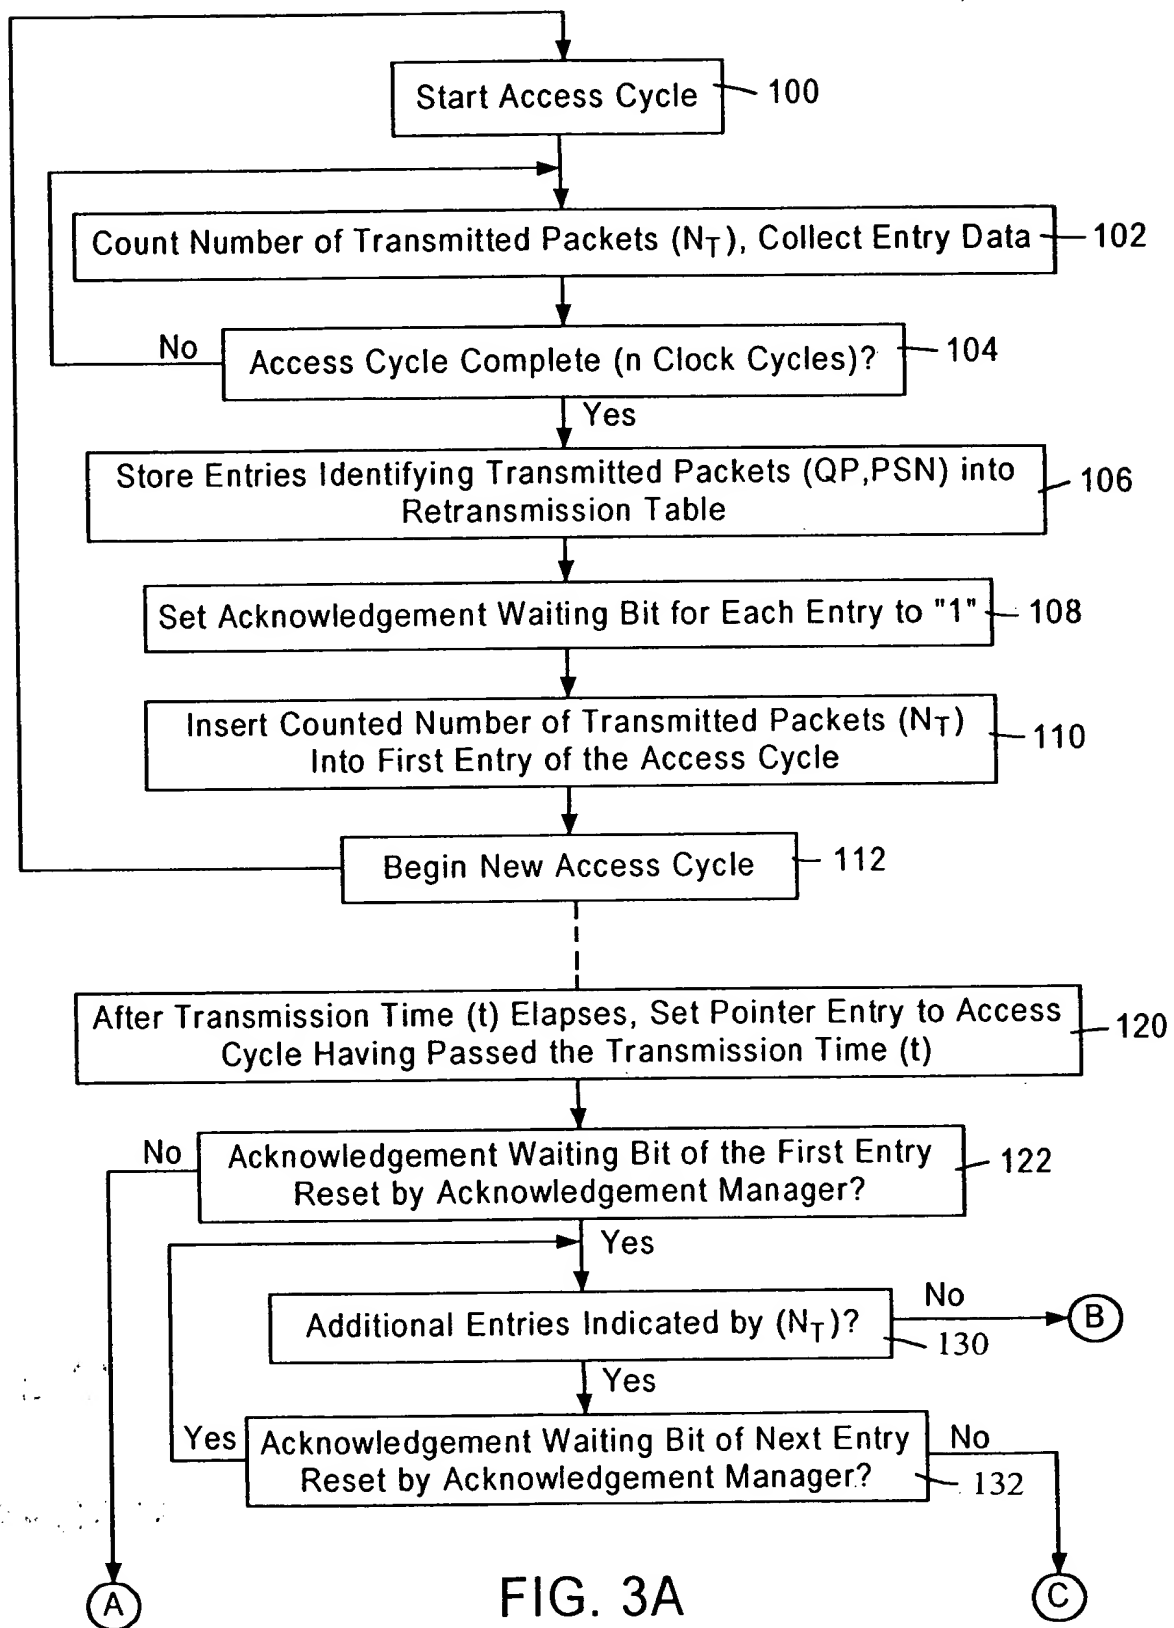 Start Access Cycle 100
Count Number of Transmitted Packets (N_T), Collect Entry Data 102
No
Access Cycle Complete (n Clock Cycles)? 104
Yes
Store Entries Identifying Transmitted Packets (QP,PSN) into
Retransmission Table
106
Set Acknowledgement Waiting Bit for Each Entry to "1" 108
Insert Counted Number of Transmitted Packets (N_T)
Into First Entry of the Access Cycle
110
Begin New Access Cycle 112
After Transmission Time (t) Elapses, Set Pointer Entry to Access
Cycle Having Passed the Transmission Time (t)
120
No
Acknowledgement Waiting Bit of the First Entry
Reset by Acknowledgement Manager?
122
Yes
Additional Entries Indicated by (N_T)?
130
No
B
Yes
Yes
Acknowledgement Waiting Bit of Next Entry
Reset by Acknowledgement Manager?
132
No
A
FIG. 3A
C